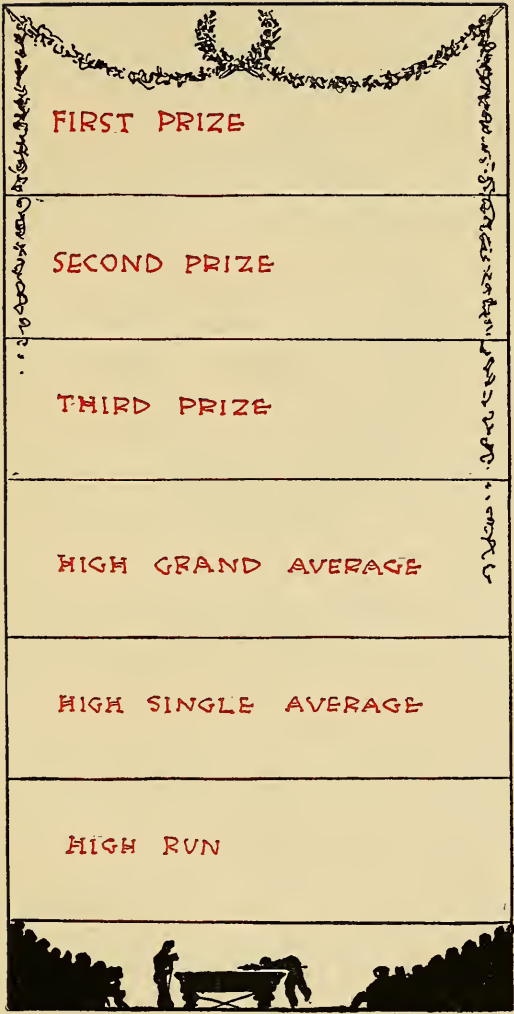 FIRST PRIZE
SECOND PRIZE
THIRD PRIZE
HIGH GRAND AVERAGE
HIGH SINGLE AVERAGE
HIGH RUN